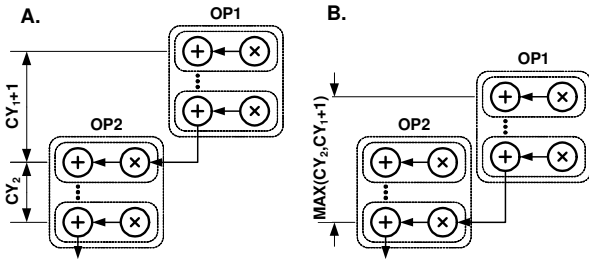 A.
OP1
CY₁+1
OP2
CY₂
B.
OP1
MAX(CY₂,CY₁+1)
OP2